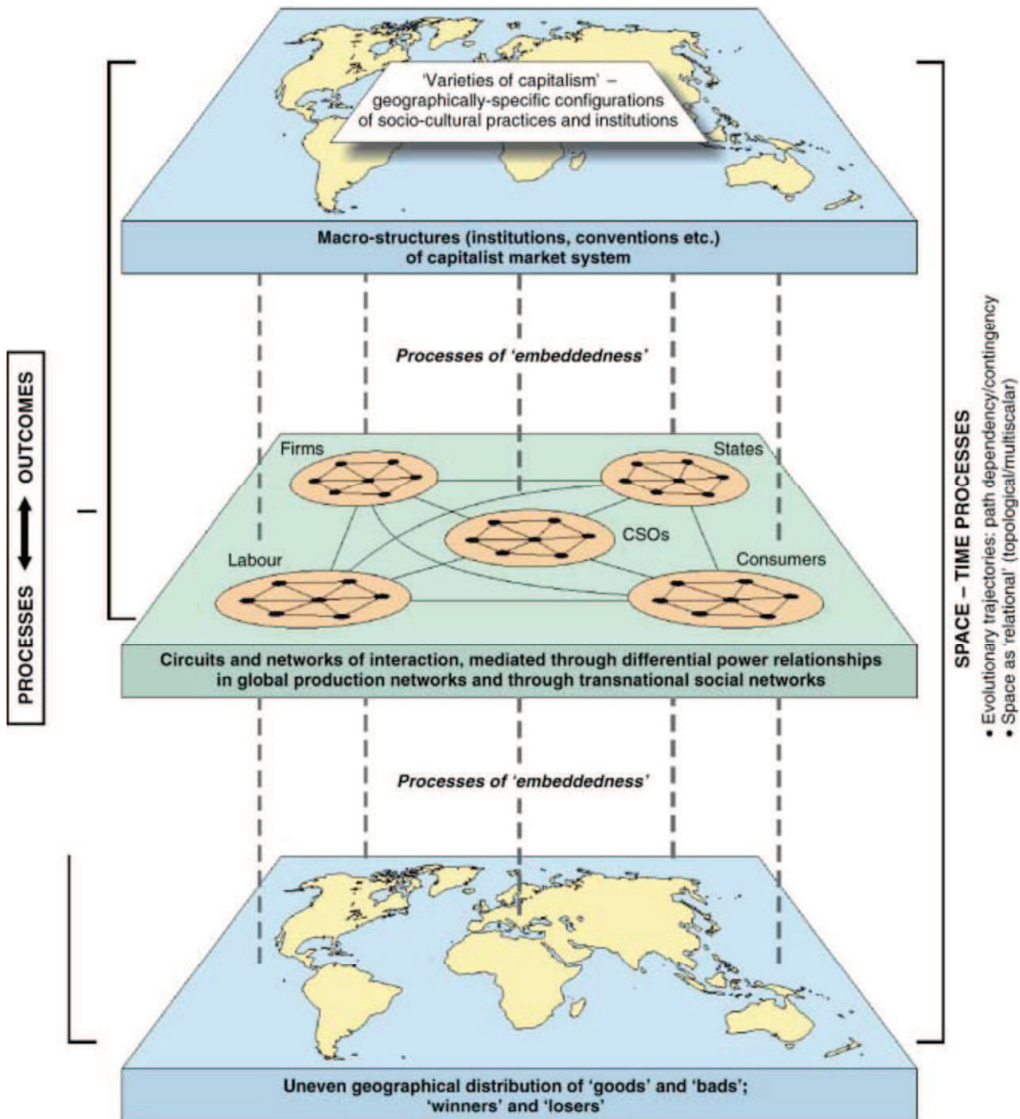 'Varieties of capitalism' –
geographically-specific configurations
of socio-cultural practices and institutions
Macro-structures (institutions, conventions etc.)
of capitalist market system
Processes of 'embeddedness'
Firms
States
CSOs
Labour
Consumers
Circuits and networks of interaction, mediated through differential power relationships
in global production networks and through transnational social networks
Processes of 'embeddedness'
Uneven geographical distribution of 'goods' and 'bads';
'winners' and 'losers'
PROCESSES ↔ OUTCOMES
SPACE – TIME PROCESSES
• Evolutionary trajectories: path dependency/contingency
• Space as 'relational' (topological/multiscalar)